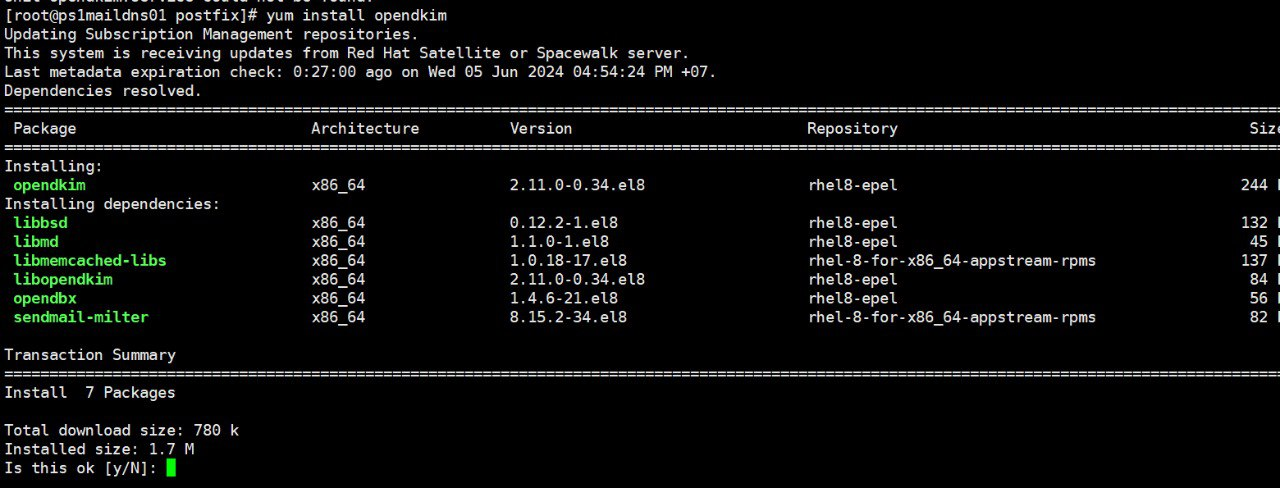 [root@ps1maildns01 postfix]# yum install opendkim
Updating Subscription Management repositories.
This system is receiving updates from Red Hat Satellite or Spacewalk server.
Last metadata expiration check: 0:27:00 ago on Wed 05 Jun 2024 04:54:24 PM +07.
Dependencies resolved.
Package Architecture Version Repository
Installing:
opendkim x86_64 2.11.0-0.34.el8 rhel8-epel 244
Installing dependencies:
libbsd x86_64 0.12.2-1.el8 rhel8-epel 132
libmd x86_64 1.1.0-1.el8 rhel8-epel 45
libmemcached-libs x86_64 1.0.18-17.el8 rhel-8-for-x86_64-appstream-rpms 137
libopendkim x86_64 2.11.0-0.34.el8 rhel8-epel 84
opendbx x86_64 1.4.6-21.el8 rhel8-epel 56
sendmail-milter x86_64 8.15.2-34.el8 rhel-8-for-x86_64-appstream-rpms 82
Transaction Summary
Install 7 Packages
Total download size: 780 k
Installed size: 1.7 M
Is this ok [y/N]: